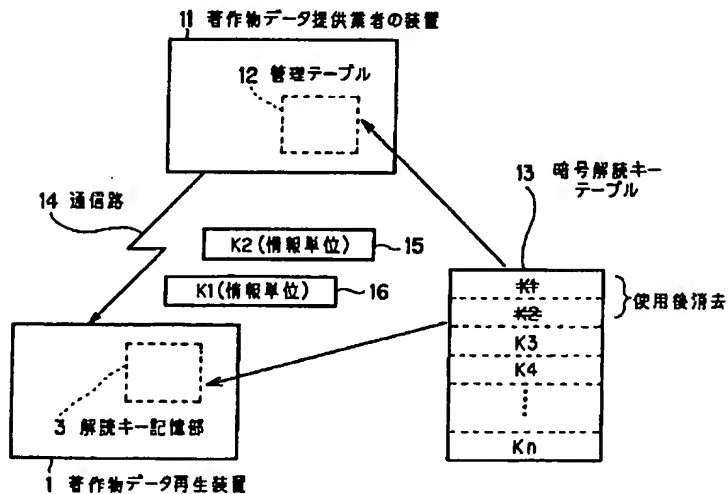 11 著作物データ提供業者の装置
12 管理テーブル
13 暗号解読キー
テーブル
14 通信路
K2(情報単位) 15
K1(情報単位) 16
K1
K2
使用後消去
K3
K4
Kn
3 解読キー記憶部
1 著作物データ再生装置